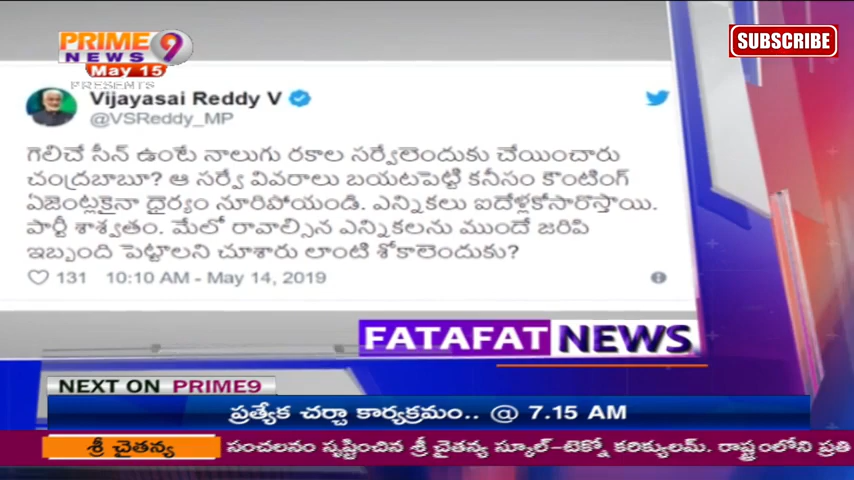 PRIME 9
NEWS
May 15
PRESENTS
SUBSCRIBE
Vijayasai Reddy V
@VSReddy_MP
గెలిచే సీన్ ఉంటే నాలుగు రకాల సర్వేలెందుకు చేయించారు
చంద్రబాబూ? ఆ సర్వే వివరాలు బయటపెట్టి కనీసం కౌంటింగ్
ఏజెంట్లకైనా ధైర్యం నూరిపోయండి. ఎన్నికలు ఐదేళ్లకోసారొస్తాయి.
పార్టీ శాశ్వతం. మేలో రావాల్సిన ఎన్నికలను ముందే జరిపి
ఇబ్బంది పెట్టాలని చూశారు లాంటి శోకాలెందుకు?
131 10:10 AM - May 14, 2019
FATAFAT NEWS
NEXT ON PRIME9
ప్రత్యేక చర్చా కార్యక్రమం.. @ 7.15 AM
శ్రీ చైతన్య సంచలనం సృష్టించిన శ్రీ చైతన్య స్కూల్-టెక్నో కరిక్యులమ్. రాష్ట్రంలోని ప్రతి